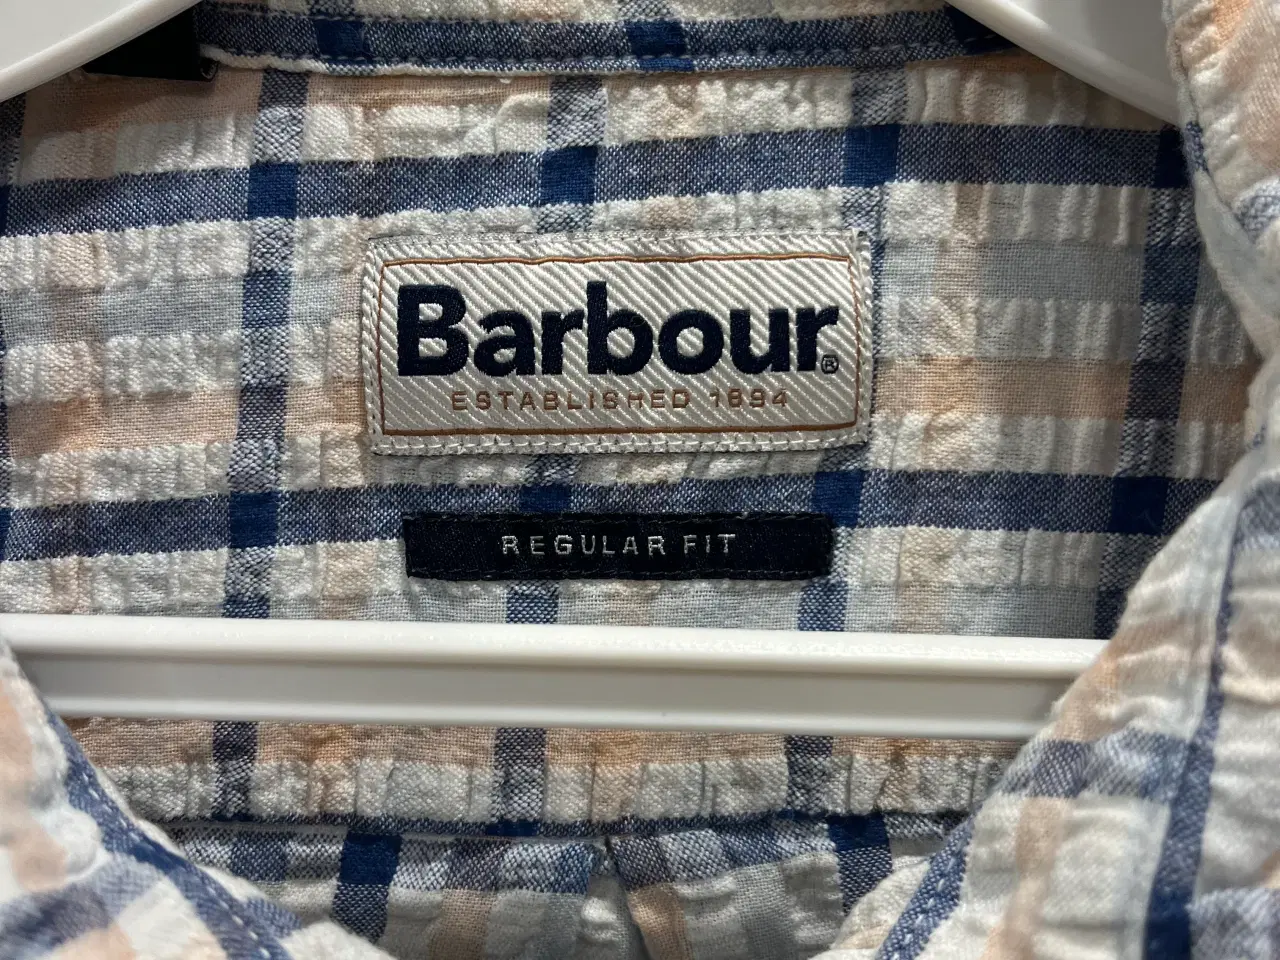 Barbour®
ESTABLISHED 1894
REGULAR FIT